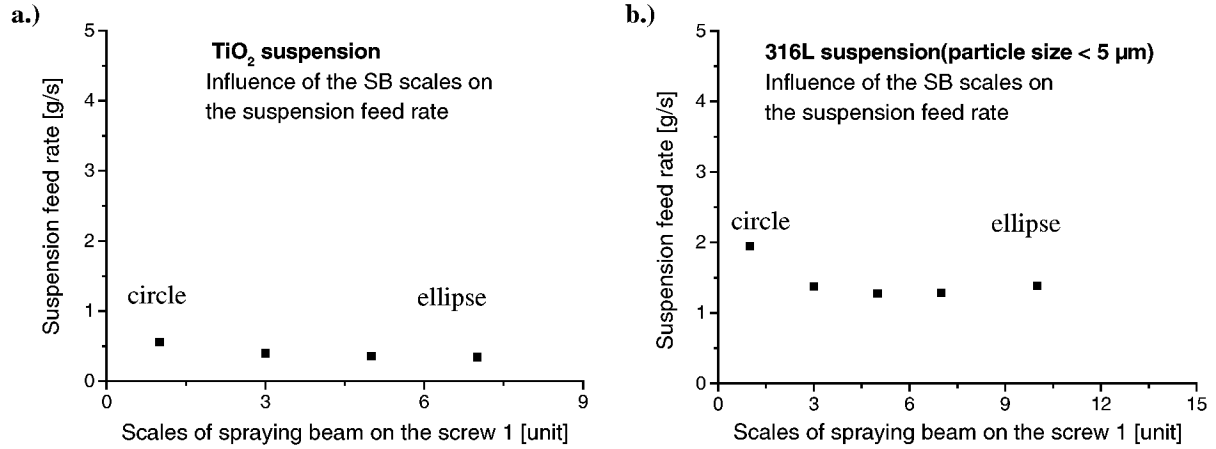 a.)
TiO₂ suspension
Influence of the SB scales on
the suspension feed rate
Suspension feed rate [g/s]
5
4
3
2
1
0
circle
ellipse
0 3 6 9
Scales of spraying beam on the screw 1 [unit]
b.)
316L suspension(particle size < 5 µm)
Influence of the SB scales on
the suspension feed rate
Suspension feed rate [g/s]
5
4
3
2
1
0
circle
ellipse
0 3 6 9 12 15
Scales of spraying beam on the screw 1 [unit]